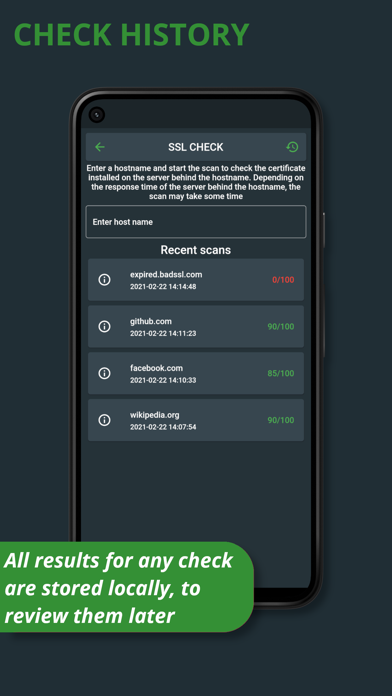 CHECK HISTORY
SSL CHECK
Enter a hostname and start the scan to check the certificate
installed on the server behind the hostname. Depending on
the response time of the server behind the hostname, the
scan may take some time
Enter host name
Recent scans
expired.badssl.com
0/100
2021-02-22 14:14:48
github.com
90/100
2021-02-22 14:11:23
facebook.com
85/100
2021-02-22 14:10:33
wikipedia.org
90/100
2021-02-22 14:07:54
All results for any check
are stored locally, to
review them later